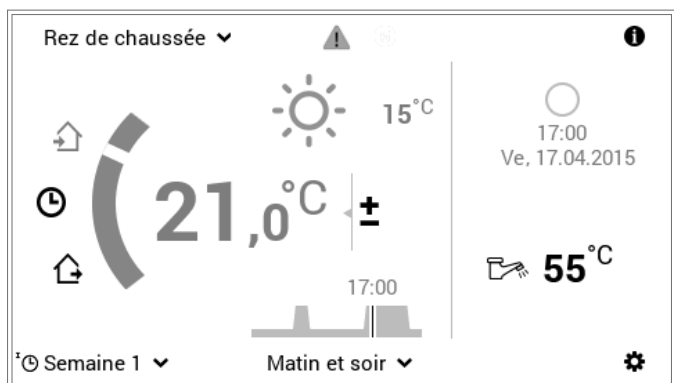 Rez de chaussée
15°C
17:00
Ve, 17.04.2015
21,0°C
±
55°C
17:00
Semaine 1
Matin et soir